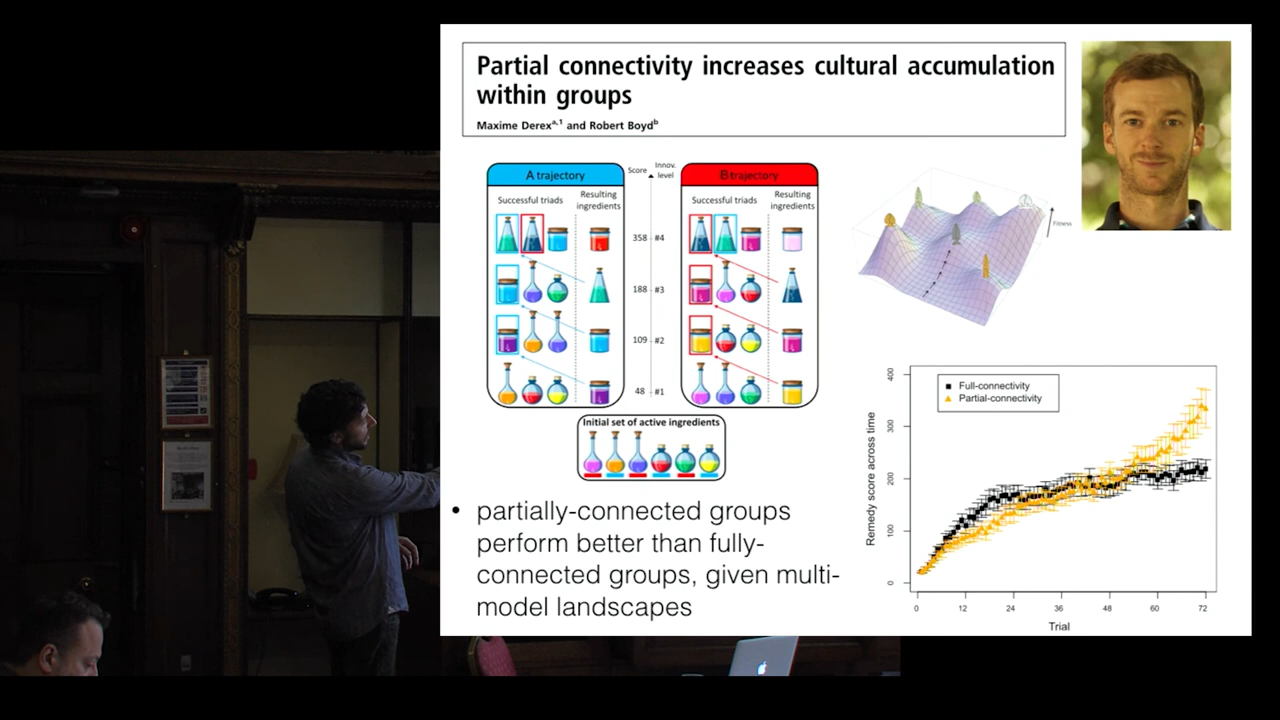 Partial connectivity increases cultural accumulation
within groups
Maxime Derexa,1 and Robert Boydb
A trajectory
Score
Innov.
level
B trajectory
Successful triads
Resulting
ingredients
Successful triads
Resulting
ingredients
358 #4
188 #3
109 #2
48 #1
Initial set of active ingredients
Fitness
• partially-connected groups
perform better than fully-
connected groups, given multi-
model landscapes
Full-connectivity
Partial-connectivity
Remedy score across time
400
300
200
100
0
0 12 24 36 48 60 72
Trial